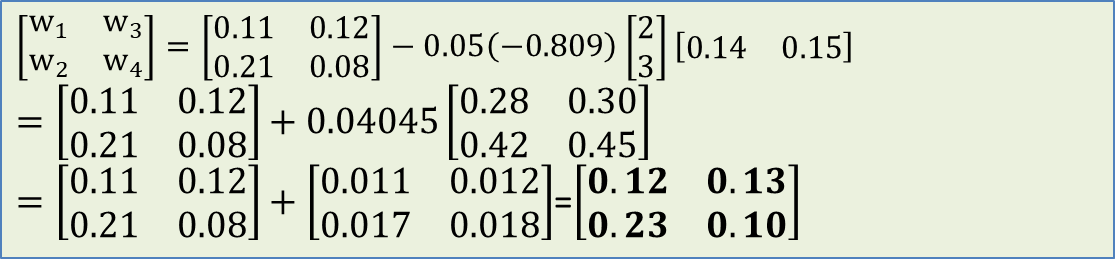 [w₁ w₃
w₂ w₄] = [0.11 0.12
0.21 0.08] − 0.05(−0.809) [2
3] [0.14 0.15]
= [0.11 0.12
0.21 0.08] + 0.04045 [0.28 0.30
0.42 0.45]
= [0.11 0.12
0.21 0.08] + [0.011 0.012
0.017 0.018]=[0.12 0.13
0.23 0.10]